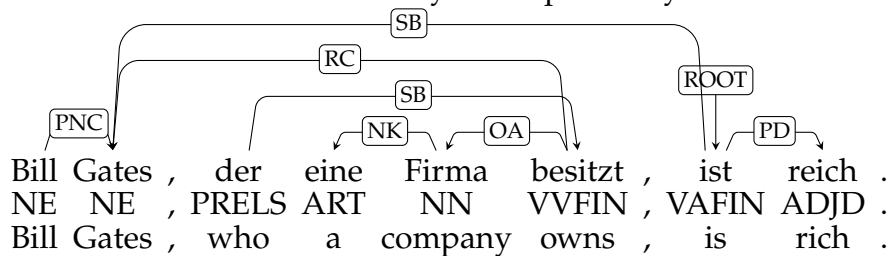 SB
RC
SB
ROOT
PNC NK OA PD
Bill Gates , der eine Firma besitzt , ist reich .
NE NE , PRELS ART NN VVFIN , VAFIN ADJD .
Bill Gates , who a company owns , is rich .